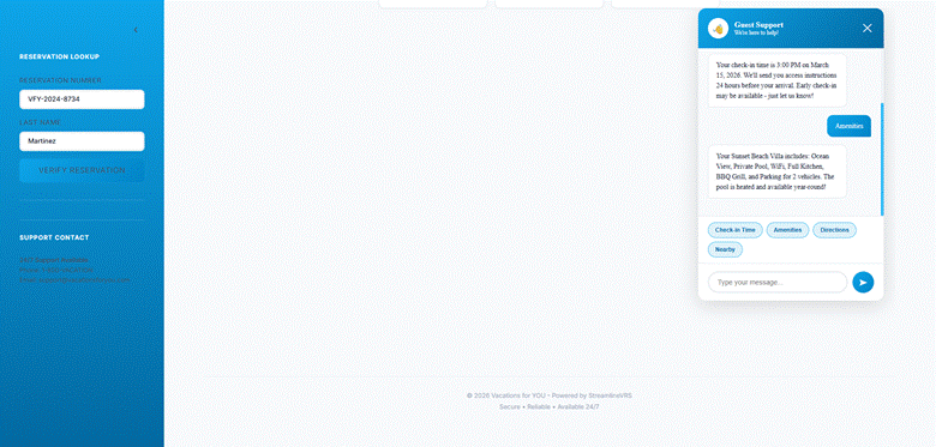 RESERVATION LOOKUP
RESERVATION NUMBER
VFY-2024-8734
LAST NAME
Martinez
VERIFY RESERVATION
SUPPORT CONTACT
24/7 Support Available
Guest Support
We're here to help!
Your check-in time is 3:00 PM on March
15, 2026. We'll send you access instructions
24 hours before your arrival. Early check-in
may be available - just let us know!
Amenities
Your Sunset Beach Villa includes: Ocean
View, Private Pool, WiFi, Full Kitchen,
BBQ Grill, and Parking for 2 vehicles. The
pool is heated and available year-round!
Check-in Time
Amenities
Directions
Nearby
Type your message...
© 2026 Vacations for YOU - Powered by StreamlineVRS
Secure • Reliable • Available 24/7